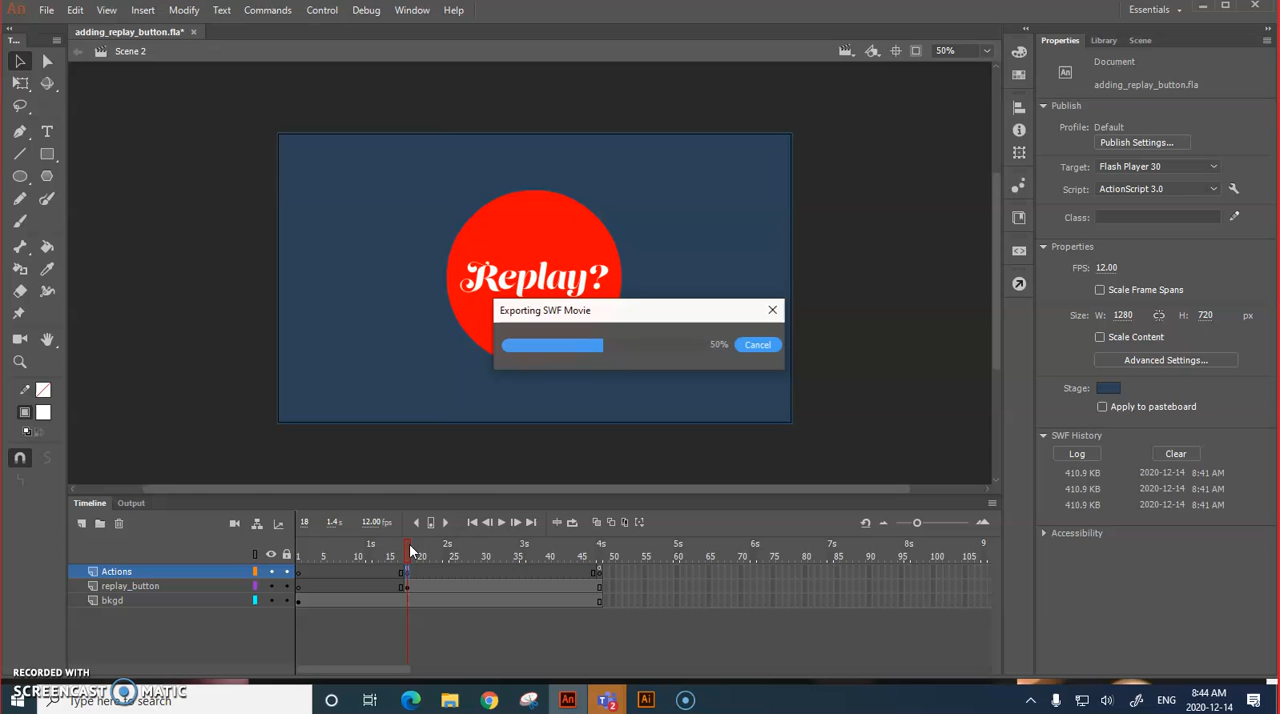 An File Edit View Insert Modify Text Commands Control Debug Window Help Essentials
adding_replay_button.fla*
Scene 2
50%
T...
Properties Library Scene
Document
An adding_replay_button.fla
Publish
Profile: Default
Publish Settings...
Target: Flash Player 30
Script: ActionScript 3.0
Class:
Properties
FPS: 12.00
Scale Frame Spans
Size: W: 1280 H: 720 px
Scale Content
Advanced Settings...
Stage:
Apply to pasteboard
SWF History
Log Clear
410.9 KB 2020-12-14 8:41 AM
410.9 KB 2020-12-14 8:41 AM
410.9 KB 2020-12-14 8:41 AM
Accessibility
Replay?
Exporting SWF Movie
50% Cancel
Timeline Output
18 1.4s 12.00 fps
1s 2s 3s 4s 5s 6s 7s 8s 9
1 5 10 15 20 25 30 35 40 45 50 55 60 65 70 75 80 85 90 95 100 105
Actions
replay_button
bkgd
RECORDED WITH
SCREENCAST MATIC
Type here to search
An
2
Ai
ENG
8:44 AM
2020-12-14